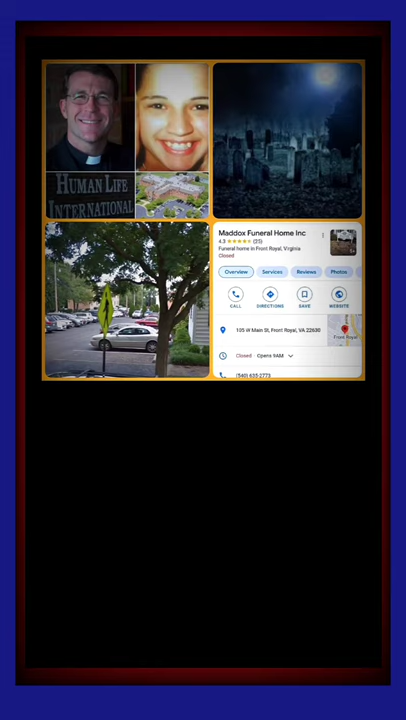 HUMAN LIFE
INTERNATIONAL
Maddox Funeral Home Inc
4.3 ★★★★★ (25)
Funeral home in Front Royal, Virginia
Closed
Overview Services Reviews Photos
CALL DIRECTIONS SAVE WEBSITE
105 W Main St, Front Royal, VA 22630
Front Royal
Closed · Opens 9AM
(540) 635-2773